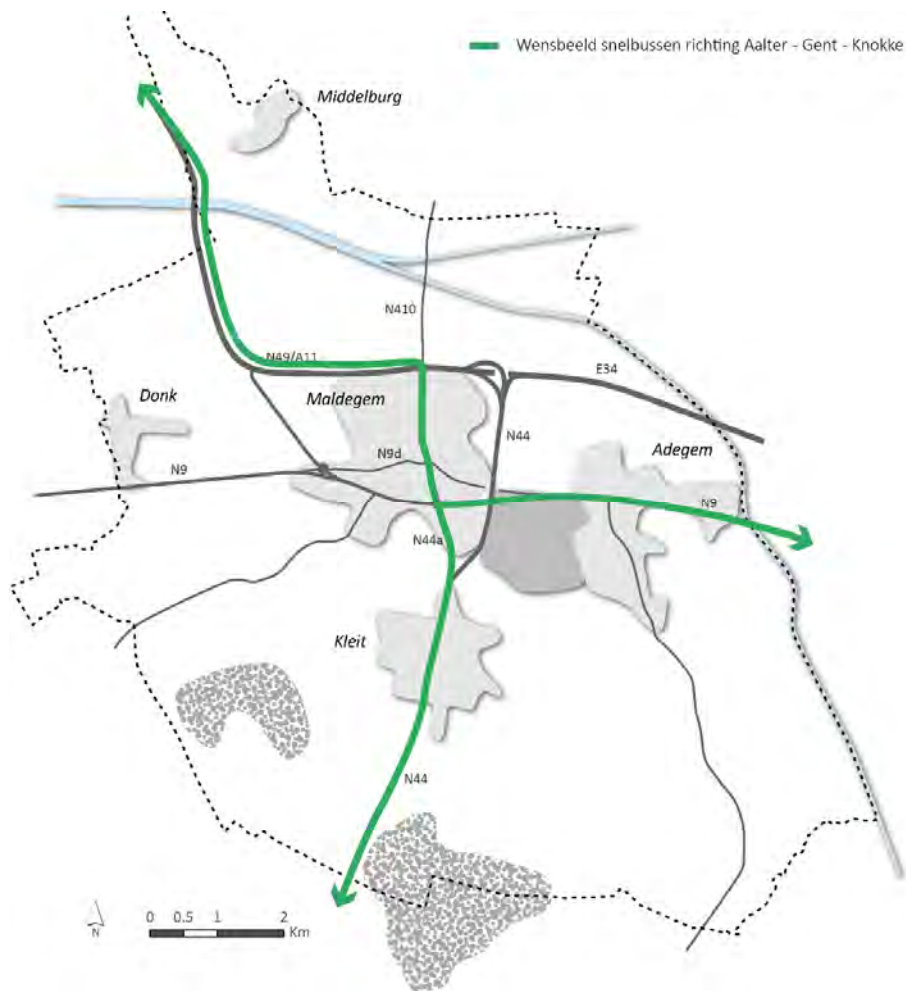 Wensbeeld snelbussen richting Aalter - Gent - Knokke
Middelburg
N410
N49/A11
E34
Donk
Maldegem
N44
Adegem
N9d
N9
N9
N44a
Kleit
N44
0 0.5 1 2
Km
N